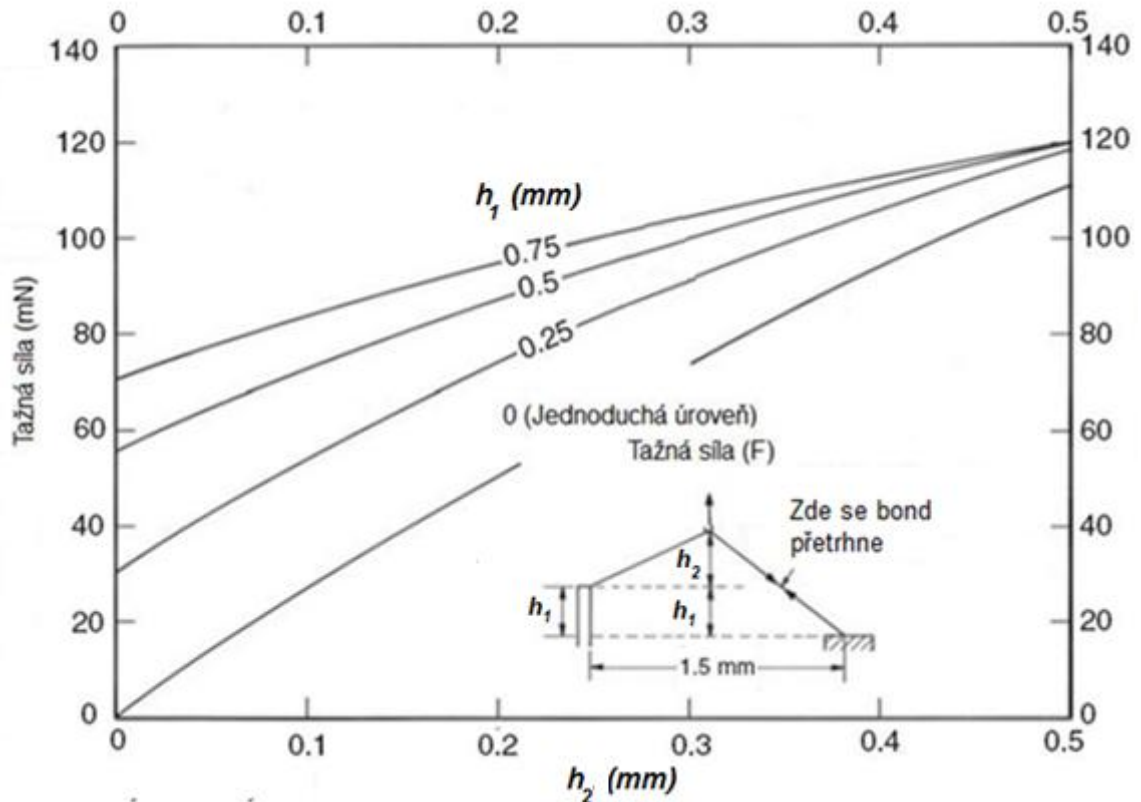 0 0.1 0.2 0.3 0.4 0.5
140 140
120 120
100 100
80 80
60 60
40 40
20 20
0 0
Tažná síla (mN)
h1 (mm)
0.75
0.5
0.25
0 (Jednoduchá úroveň)
Tažná síla (F)
Zde se bond
přetrhne
h2
h1 h1
1.5 mm
0 0.1 0.2 0.3 0.4 0.5
h2 (mm)